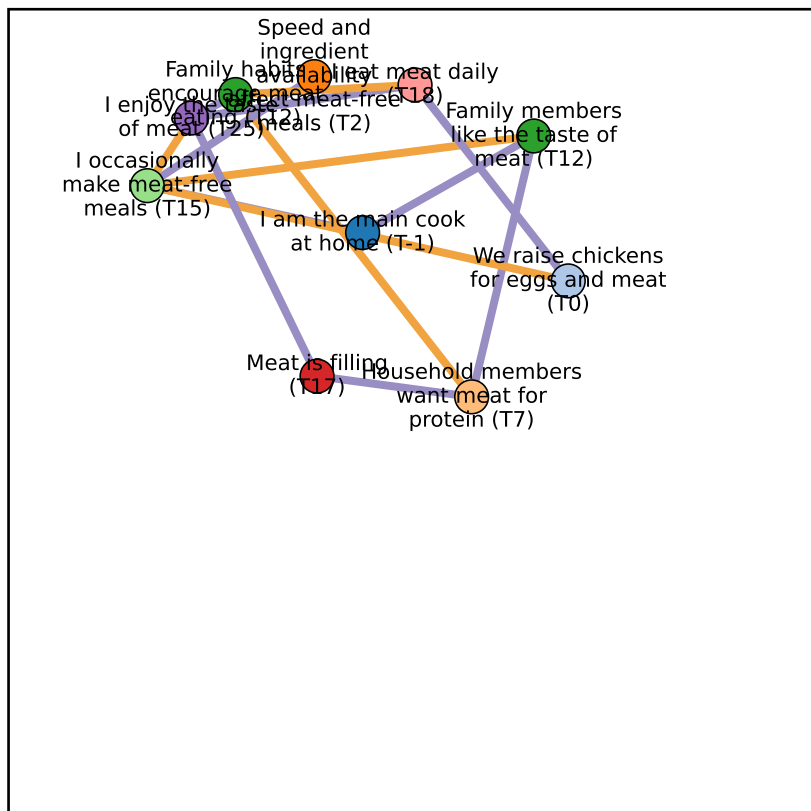 Speed and
ingredient
availability
affect meat-free
meals (T2)
Family habits
encourage meat
eating (T12)
I eat meat daily
(T18)
I enjoy the taste
of meat (T25)
Family members
like the taste of
meat (T12)
I occasionally
make meat-free
meals (T15)
I am the main cook
at home (T-1)
We raise chickens
for eggs and meat
(T0)
Meat is filling
(T17)
Household members
want meat for
protein (T7)